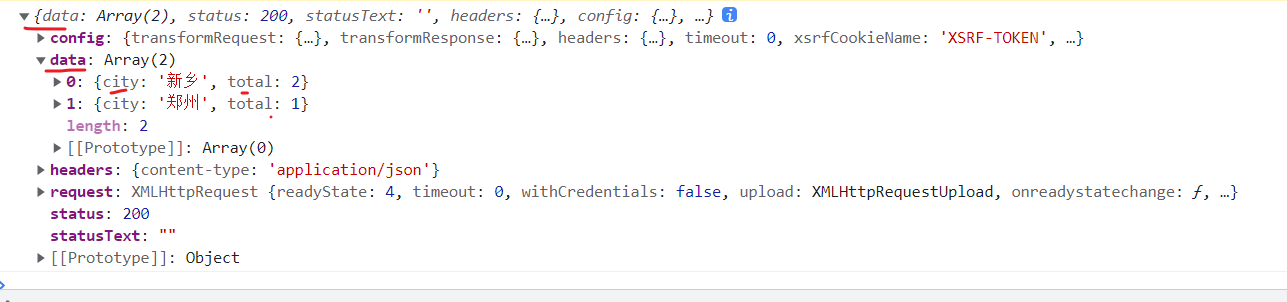 {data: Array(2), status: 200, statusText: '', headers: {…}, config: {…}, …} i
config: {transformRequest: {…}, transformResponse: {…}, headers: {…}, timeout: 0, xsrfCookieName: 'XSRF-TOKEN', …}
data: Array(2)
0: {city: '新乡', total: 2}
1: {city: '郑州', total: 1}
length: 2
[[Prototype]]: Array(0)
headers: {content-type: 'application/json'}
request: XMLHttpRequest {readyState: 4, timeout: 0, withCredentials: false, upload: XMLHttpRequestUpload, onreadystatechange: ƒ, …}
status: 200
statusText: ""
[[Prototype]]: Object